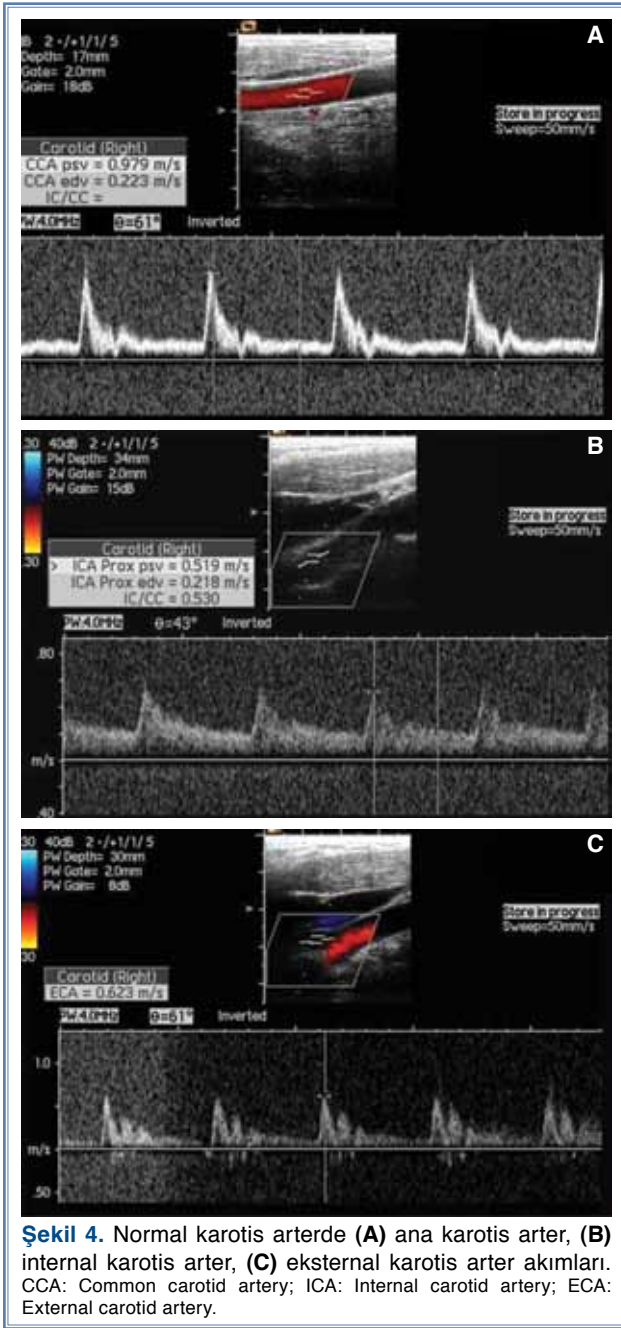 A
B 2 -/+1/1/ 5
Depth= 17mm
Gate= 2.0mm
Gain= 18dB
Store in progress
Sweep=50mm/s
Carotid (Right)
CCA psv = 0.979 m/s
CCA edv = 0.223 m/s
IC/CC =
PW:4.0MHz θ=61° Inverted
B
30 40dB 2 -/+1/1/ 5
PW Depth= 34mm
PW Gate= 2.0mm
PW Gain= 15dB
Store in progress
Sweep=50mm/s
30
Carotid (Right)
> ICA Prox psv = 0.519 m/s
ICA Prox edv = 0.218 m/s
IC/CC = 0.530
PW:4.0MHz θ=43° Inverted
.80
m/s
.40
C
30 40dB 2 -/+1/1/ 5
PW Depth= 30mm
PW Gate= 2.0mm
PW Gain= 8dB
Store in progress
Sweep=50mm/s
30
Carotid (Right)
ECA = 0.623 m/s
PW:4.0MHz θ=61° Inverted
1.0
m/s
.50
Şekil 4. Normal karotis arterde (A) ana karotis arter, (B)
internal karotis arter, (C) eksternal karotis arter akımları.
CCA: Common carotid artery; ICA: Internal carotid artery; ECA:
External carotid artery.